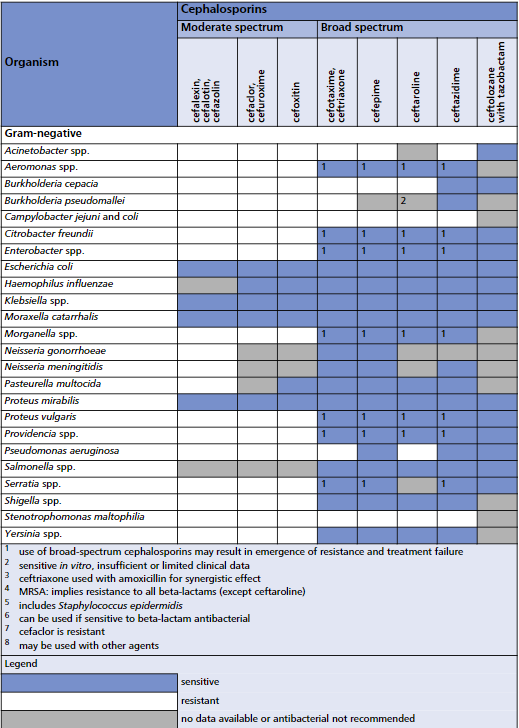 Cephalosporins
Moderate spectrum Broad spectrum
Organism
cefalexin,
cefalotin,
cefazolin
cefaclor,
cefuroxime
cefoxitin
cefotaxime,
ceftriaxone
cefepime
ceftaroline
ceftazidime
ceftolozane
with tazobactam
Gram-negative
Acinetobacter spp.
Aeromonas spp. 1 1 1 1
Burkholderia cepacia
Burkholderia pseudomallei 2
Campylobacter jejuni and coli
Citrobacter freundii 1 1 1 1
Enterobacter spp. 1 1 1 1
Escherichia coli
Haemophilus influenzae
Klebsiella spp.
Moraxella catarrhalis
Morganella spp. 1 1 1 1
Neisseria gonorrhoeae
Neisseria meningitidis
Pasteurella multocida
Proteus mirabilis
Proteus vulgaris 1 1 1 1
Providencia spp. 1 1 1 1
Pseudomonas aeruginosa
Salmonella spp.
Serratia spp. 1 1 1
Shigella spp.
Stenotrophomonas maltophilia
Yersinia spp.
1 use of broad-spectrum cephalosporins may result in emergence of resistance and treatment failure
2 sensitive in vitro, insufficient or limited clinical data
3 ceftriaxone used with amoxicillin for synergistic effect
4 MRSA: implies resistance to all beta-lactams (except ceftaroline)
5 includes Staphylococcus epidermidis
6 can be used if sensitive to beta-lactam antibacterial
7 cefaclor is resistant
8 may be used with other agents
Legend
sensitive
resistant
no data available or antibacterial not recommended